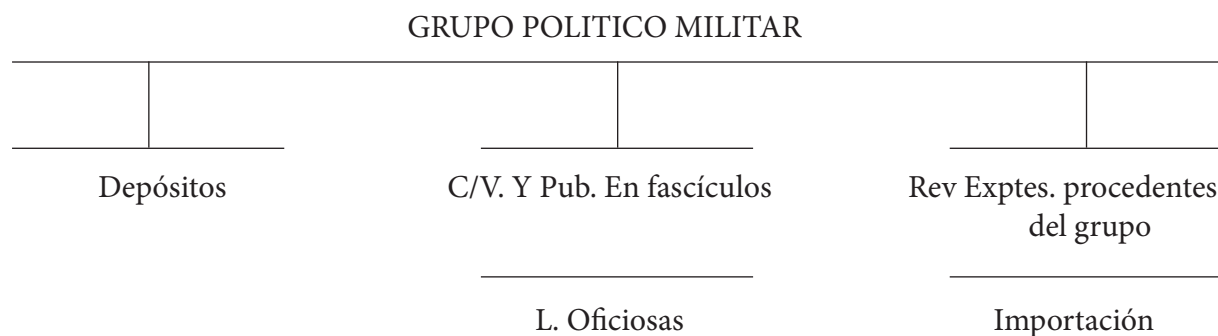 GRUPO POLITICO MILITAR
Depósitos
C/V. Y Pub. En fascículos
Rev Exptes. procedentes
del grupo
L. Oficiosas
Importación